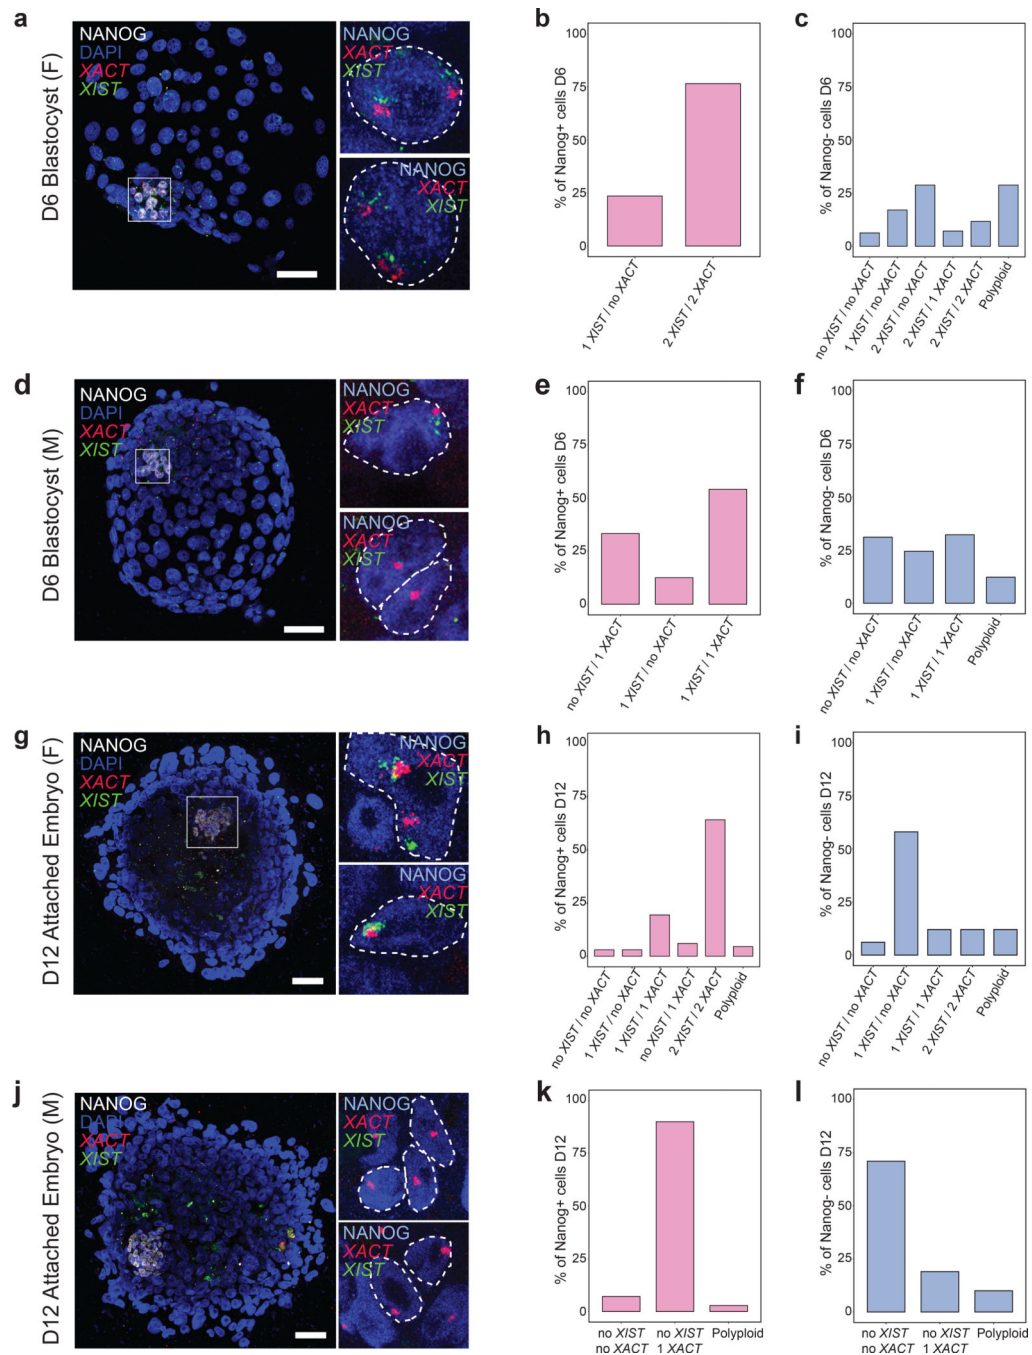 a
D6 Blastocyst (F)
NANOG
DAPI
XACT
XIST
NANOG
XACT
XIST
NANOG
XACT
XIST
b
% of Nanog+ cells D6
100
75
50
25
0
1 XIST / no XACT
2 XIST / 2 XACT
c
% of Nanog- cells D6
100
75
50
25
0
no XIST / no XACT
1 XIST / no XACT
2 XIST / no XACT
2 XIST / 1 XACT
2 XIST / 2 XACT
Polyploid
d
D6 Blastocyst (M)
NANOG
DAPI
XACT
XIST
NANOG
XACT
XIST
NANOG
XACT
XIST
e
% of Nanog+ cells D6
100
75
50
25
0
no XIST / 1 XACT
1 XIST / no XACT
1 XIST / 1 XACT
f
% of Nanog- cells D6
100
75
50
25
0
no XIST / no XACT
1 XIST / no XACT
1 XIST / 1 XACT
Polyploid
g
D12 Attached Embryo (F)
NANOG
DAPI
XACT
XIST
NANOG
XACT
XIST
NANOG
XACT
XIST
h
% of Nanog+ cells D12
100
75
50
25
0
no XIST / no XACT
1 XIST / no XACT
1 XIST / 1 XACT
no XIST / 1 XACT
2 XIST / 2 XACT
Polyploid
i
% of Nanog- cells D12
100
75
50
25
0
no XIST / no XACT
1 XIST / no XACT
1 XIST / 1 XACT
2 XIST / 2 XACT
Polyploid
j
D12 Attached Embryo (M)
NANOG
DAPI
XACT
XIST
NANOG
XACT
XIST
NANOG
XACT
XIST
k
% of Nanog+ cells D12
100
75
50
25
0
no XIST
no XACT
no XIST
1 XACT
Polyploid
l
% of Nanog- cells D12
100
75
50
25
0
no XIST
no XACT
no XIST
1 XACT
Polyploid